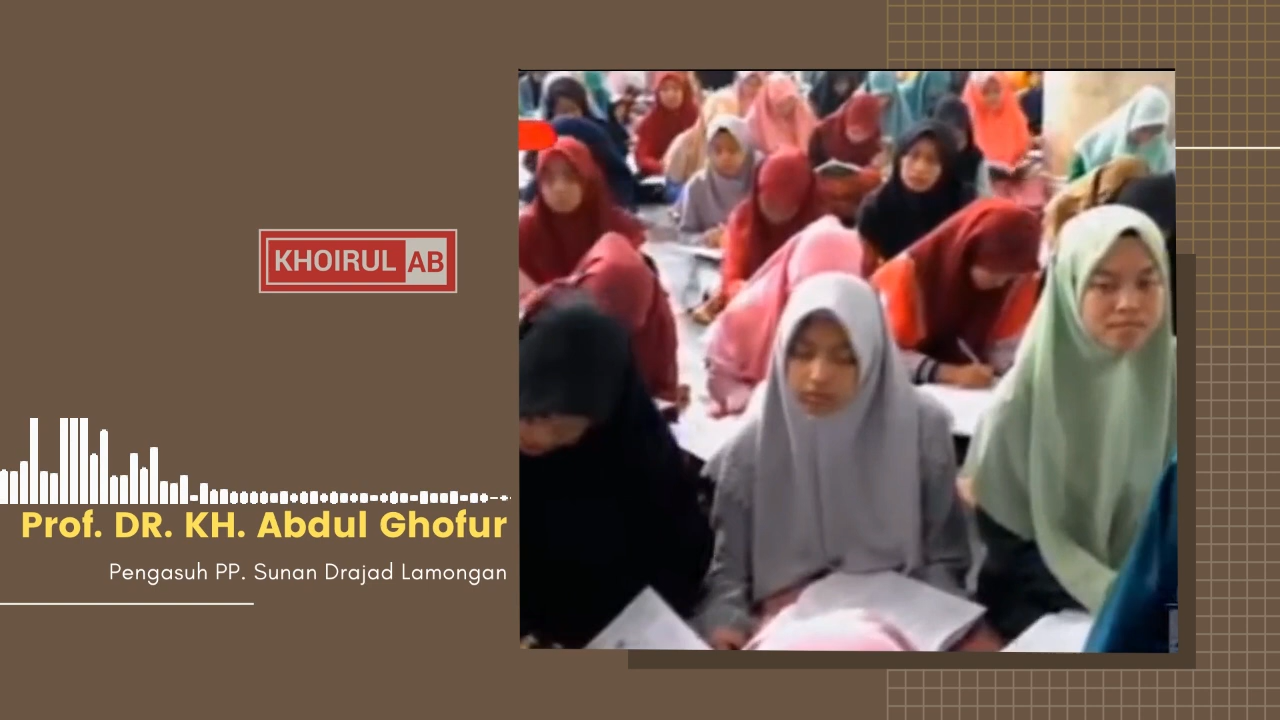 KHOIRUL AB
Prof. DR. KH. Abdul Ghofur
Pengasuh PP. Sunan Drajad Lamongan